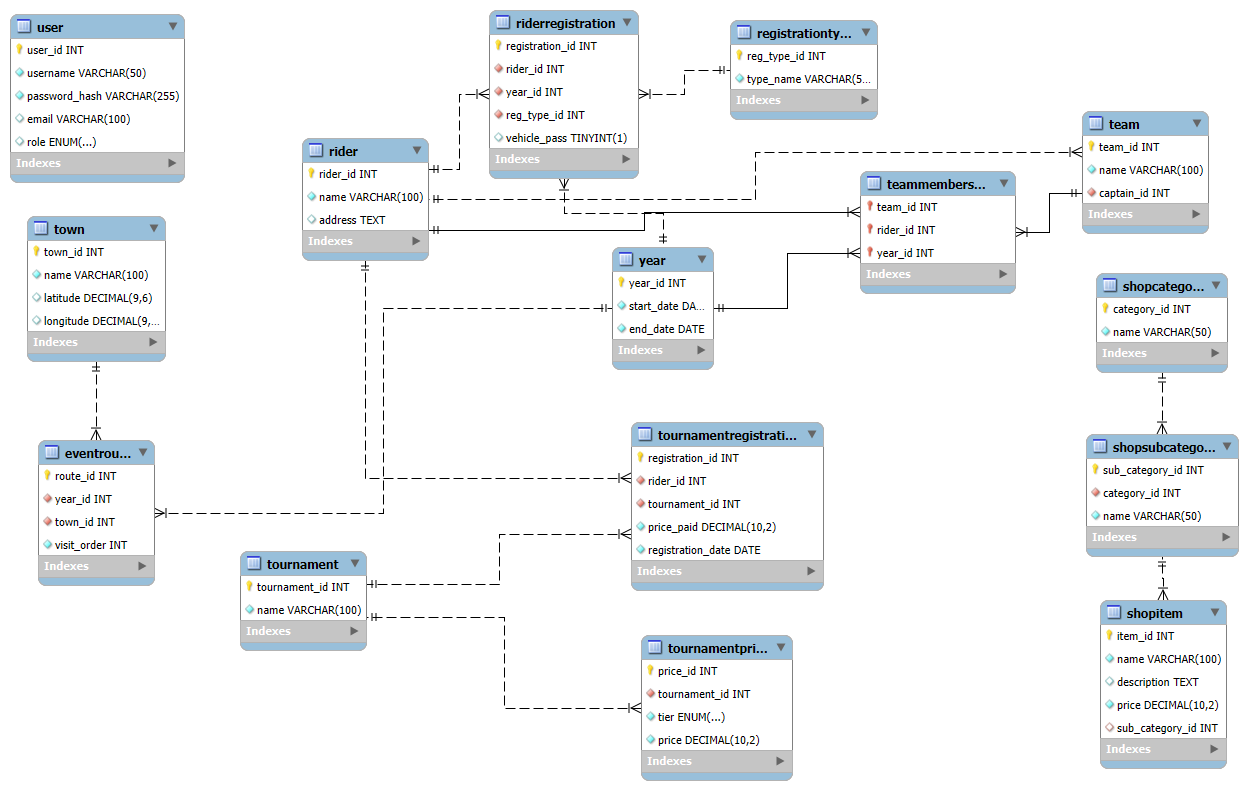 user
user_id INT
username VARCHAR(50)
password_hash VARCHAR(255)
email VARCHAR(100)
role ENUM(...)
Indexes
riderregistration
registration_id INT
rider_id INT
year_id INT
reg_type_id INT
vehicle_pass TINYINT(1)
Indexes
registrationty...
reg_type_id INT
type_name VARCHAR(5...
Indexes
team
team_id INT
name VARCHAR(100)
captain_id INT
Indexes
rider
rider_id INT
name VARCHAR(100)
address TEXT
Indexes
teammembers...
team_id INT
rider_id INT
year_id INT
Indexes
town
town_id INT
name VARCHAR(100)
latitude DECIMAL(9,6)
longitude DECIMAL(9,...
Indexes
year
year_id INT
start_date DA...
end_date DATE
Indexes
shopcatego...
category_id INT
name VARCHAR(50)
Indexes
eventrou...
route_id INT
year_id INT
town_id INT
visit_order INT
Indexes
tournamentregistrati...
registration_id INT
rider_id INT
tournament_id INT
price_paid DECIMAL(10,2)
registration_date DATE
Indexes
shopsubcatego...
sub_category_id INT
category_id INT
name VARCHAR(50)
Indexes
tournament
tournament_id INT
name VARCHAR(100)
Indexes
tournamentpri...
price_id INT
tournament_id INT
tier ENUM(...)
price DECIMAL(10,2)
Indexes
shopitem
item_id INT
name VARCHAR(100)
description TEXT
price DECIMAL(10,2)
sub_category_id INT
Indexes